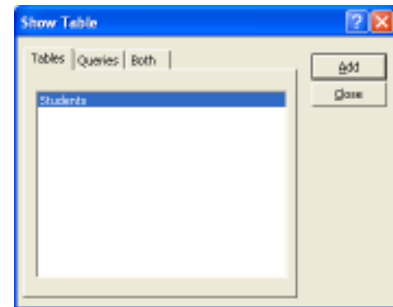 Show Table
Tables Queries Both
Add
Close
Students